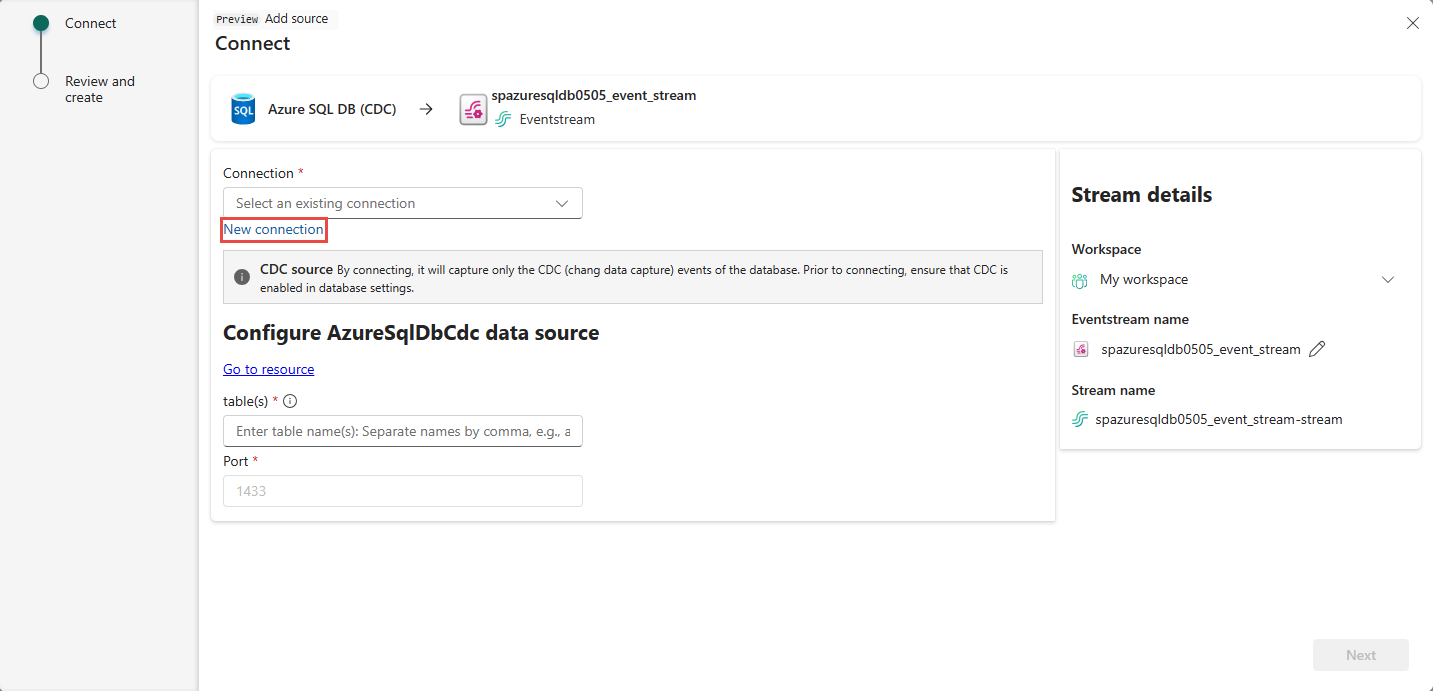 Connect
Review and
create
Preview Add source
Connect
SQL
Azure SQL DB (CDC)
spazuresqldb0505_event_stream
Eventstream
Connection *
Select an existing connection
New connection
CDC source By connecting, it will capture only the CDC (chang data capture) events of the database. Prior to connecting, ensure that CDC is
enabled in database settings.
Configure AzureSqlDbCdc data source
Go to resource
table(s) *
Enter table name(s): Separate names by comma, e.g., a
Port *
1433
Stream details
Workspace
My workspace
Eventstream name
spazuresqldb0505_event_stream
Stream name
spazuresqldb0505_event_stream-stream
Next